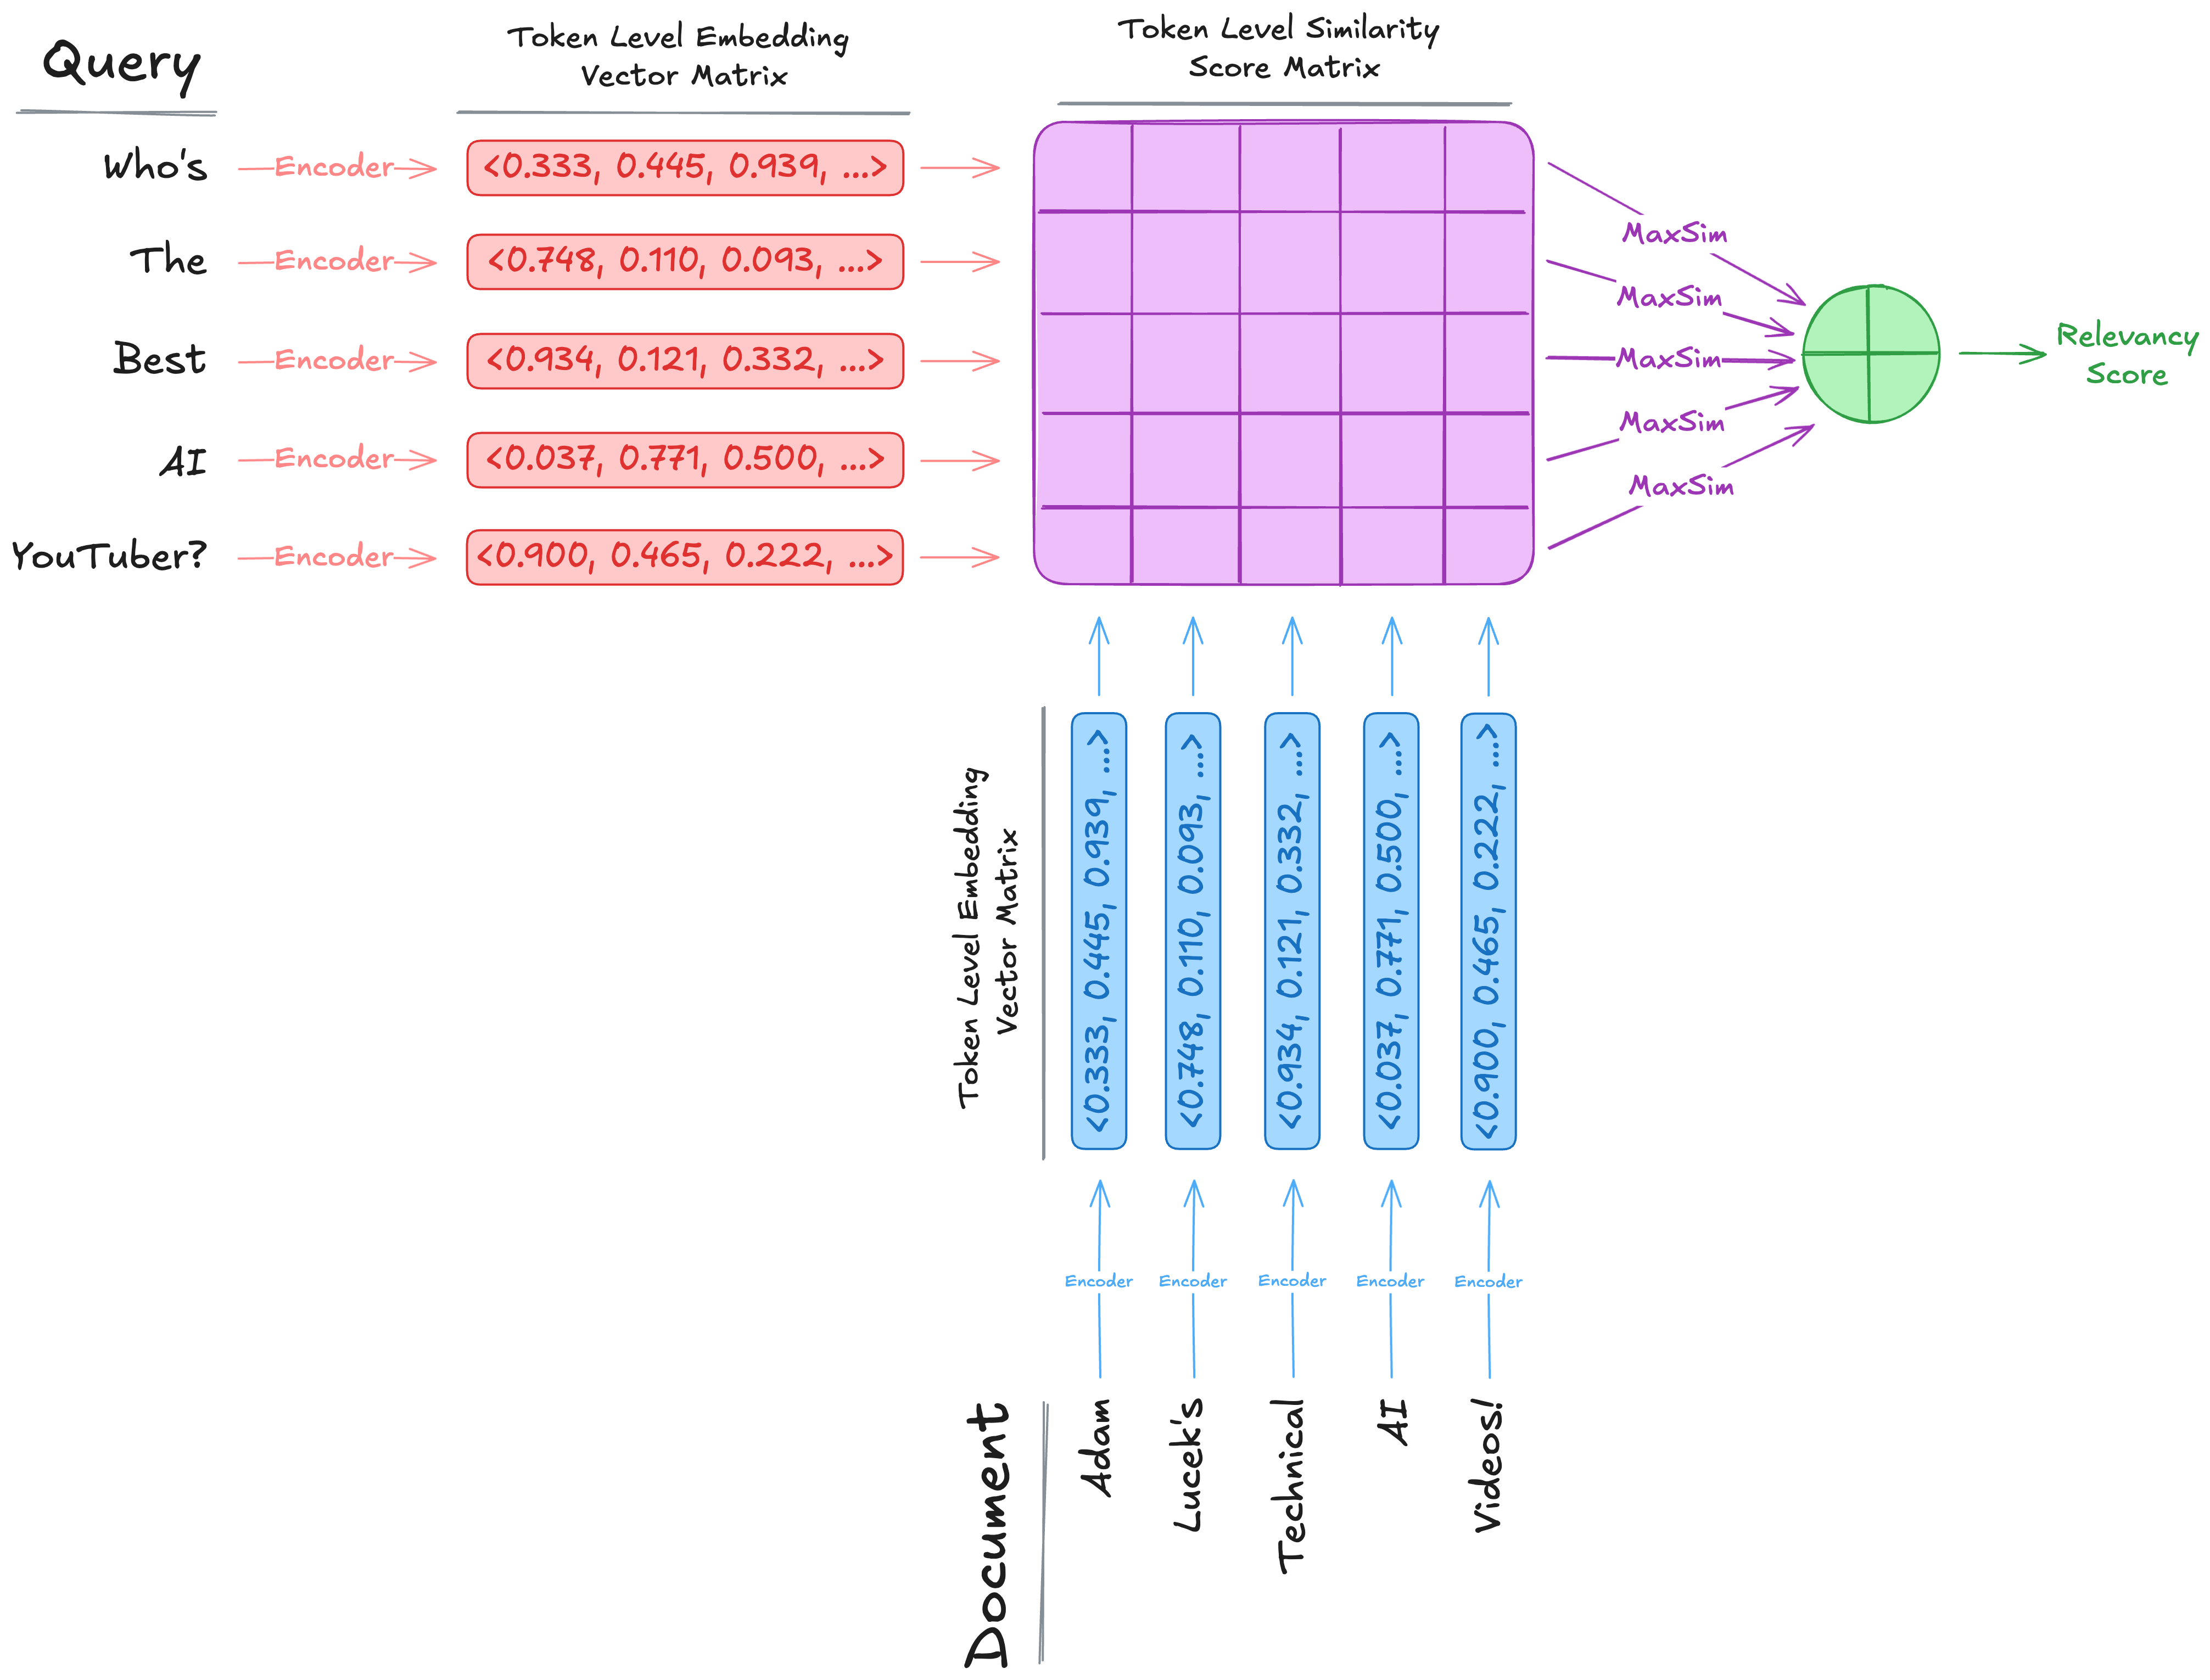 Query
Token Level Embedding
Vector Matrix
Token Level Similarity
Score Matrix
Who's
Encoder
<0.333, 0.445, 0.939, ...>
MaxSim
The
Encoder
<0.748, 0.110, 0.093, ...>
MaxSim
Best
Encoder
<0.934, 0.121, 0.332, ...>
MaxSim
Relevancy
Score
AI
Encoder
<0.037, 0.771, 0.500, ...>
MaxSim
YouTuber?
Encoder
<0.900, 0.465, 0.222, ...>
MaxSim
Token Level Embedding
Vector Matrix
<0.333, 0.445, 0.939, ...>
<0.748, 0.110, 0.093, ...>
<0.934, 0.121, 0.332, ...>
<0.037, 0.771, 0.500, ...>
<0.900, 0.465, 0.222, ...>
Encoder
Encoder
Encoder
Encoder
Encoder
Document
Adam
Lucek's
Technical
AI
Videos!